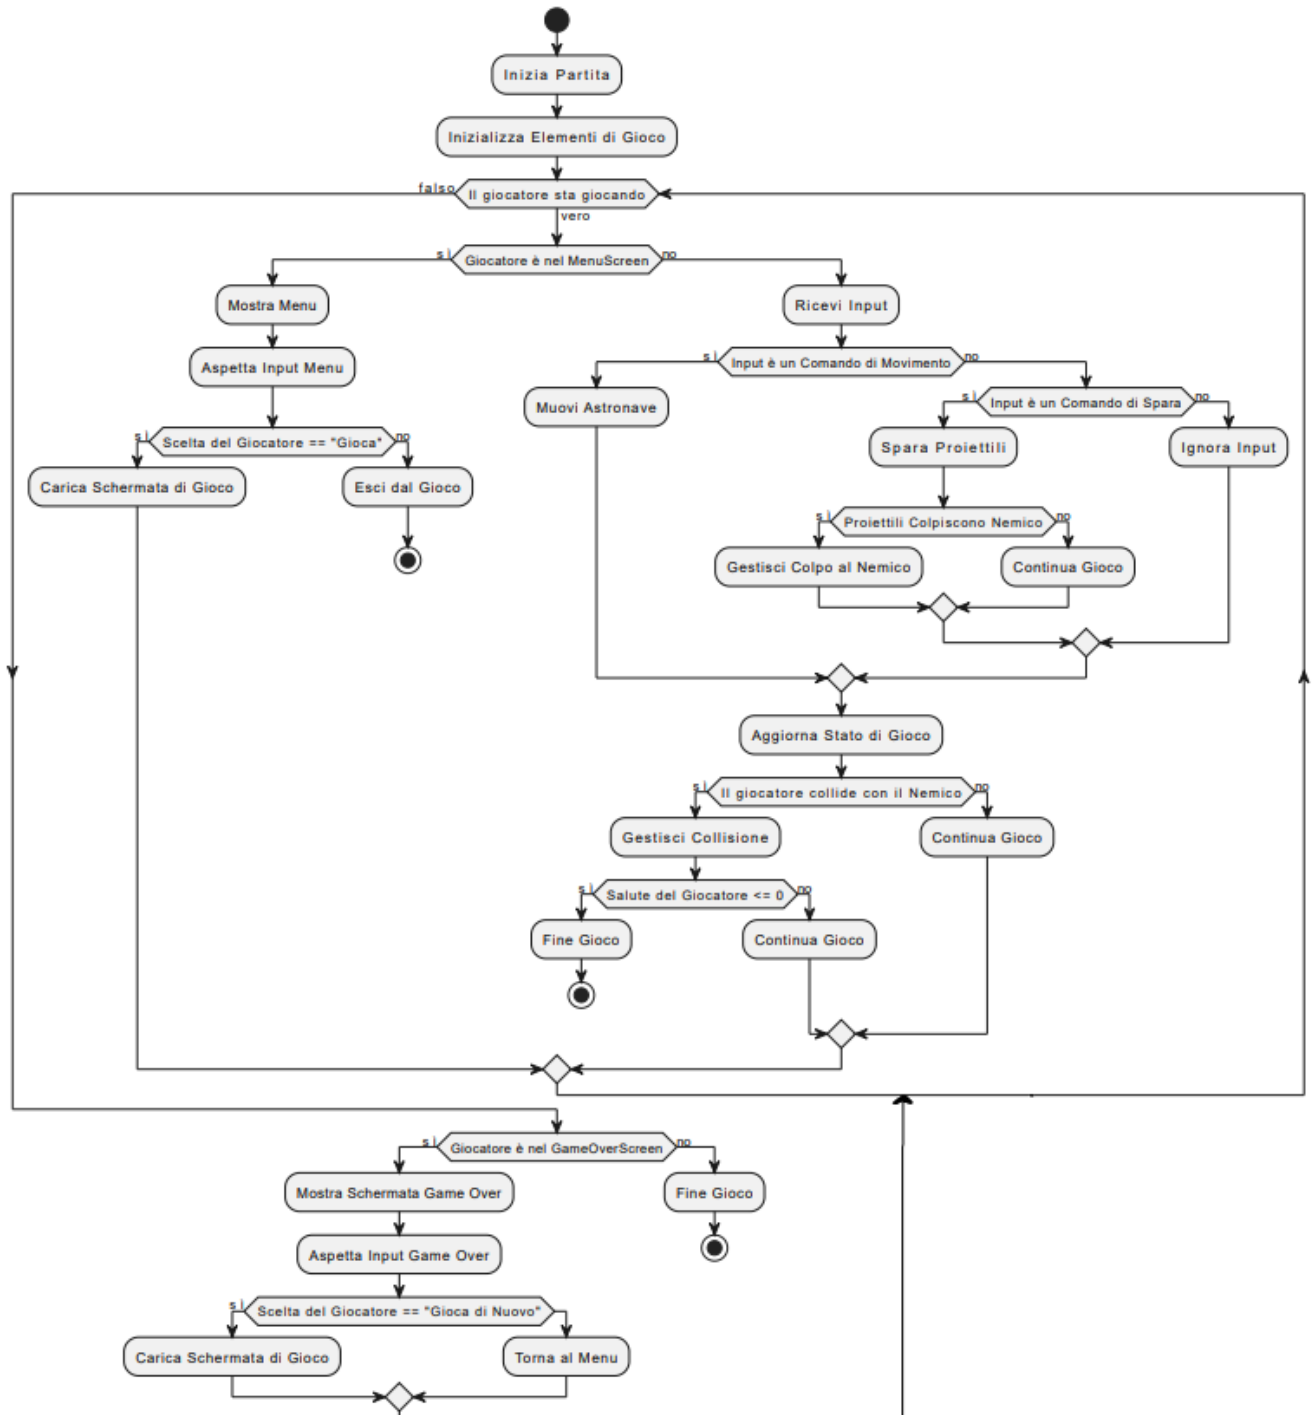 Inizia Partita
Inizializza Elementi di Gioco
falso
Il giocatore sta giocando
vero
sì
Giocatore è nel MenuScreen
no
Mostra Menu
Ricevi Input
Aspetta Input Menu
sì
Input è un Comando di Movimento
no
Muovi Astronave
sì
Input è un Comando di Spara
no
sì
Scelta del Giocatore == "Gioca"
no
Spara Proiettili
Ignora Input
Carica Schermata di Gioco
Esci dal Gioco
sì
Proiettili Colpiscono Nemico
no
Gestisci Colpo al Nemico
Continua Gioco
Aggiorna Stato di Gioco
sì
Il giocatore collide con il Nemico
no
Gestisci Collisione
Continua Gioco
sì
Salute del Giocatore <= 0
no
Fine Gioco
Continua Gioco
sì
Giocatore è nel GameOverScreen
no
Mostra Schermata Game Over
Fine Gioco
Aspetta Input Game Over
sì
Scelta del Giocatore == "Gioca di Nuovo"
Carica Schermata di Gioco
Torna al Menu